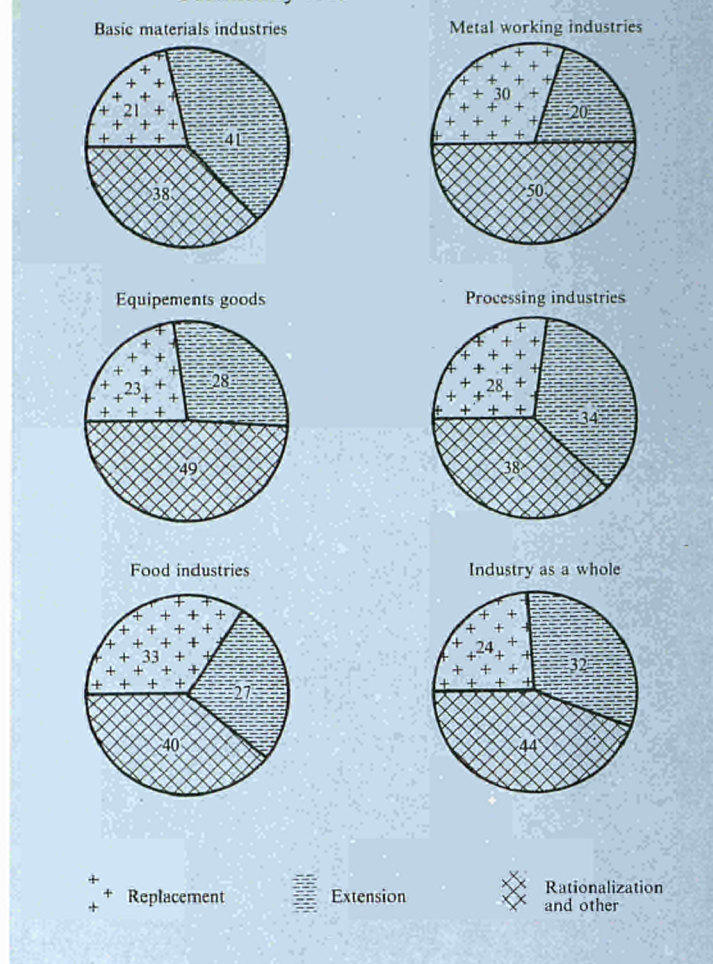 Basic materials industries
Metal working industries
21
41
38
30
20
50
Equipements goods
Processing industries
23
28
49
28
34
38
Food industries
Industry as a whole
33
27
40
24
32
44
Replacement
Extension
Rationalization
and other